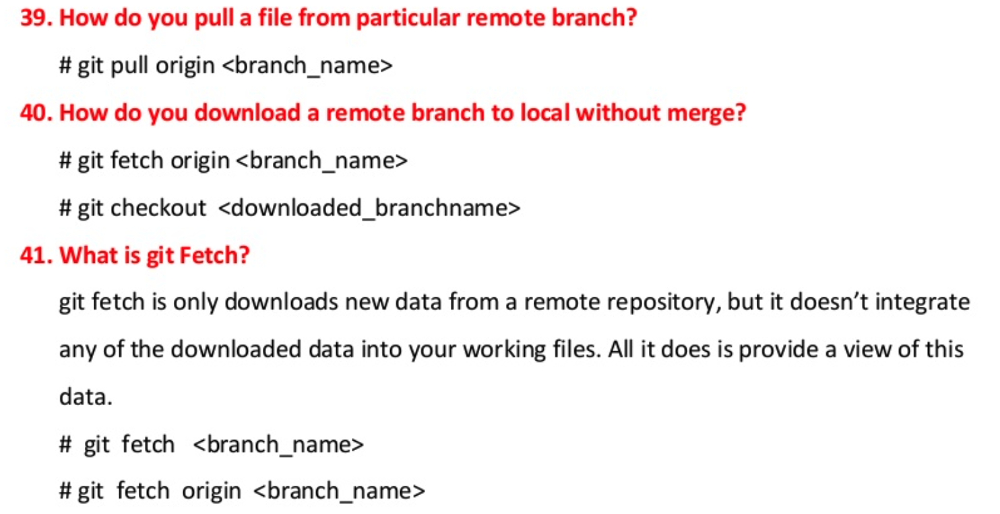 39. How do you pull a file from particular remote branch?
# git pull origin <branch_name>
40. How do you download a remote branch to local without merge?
# git fetch origin <branch_name>
# git checkout <downloaded_branchname>
41. What is git Fetch?
git fetch is only downloads new data from a remote repository, but it doesn’t integrate
any of the downloaded data into your working files. All it does is provide a view of this
data.
# git fetch <branch_name>
# git fetch origin <branch_name>